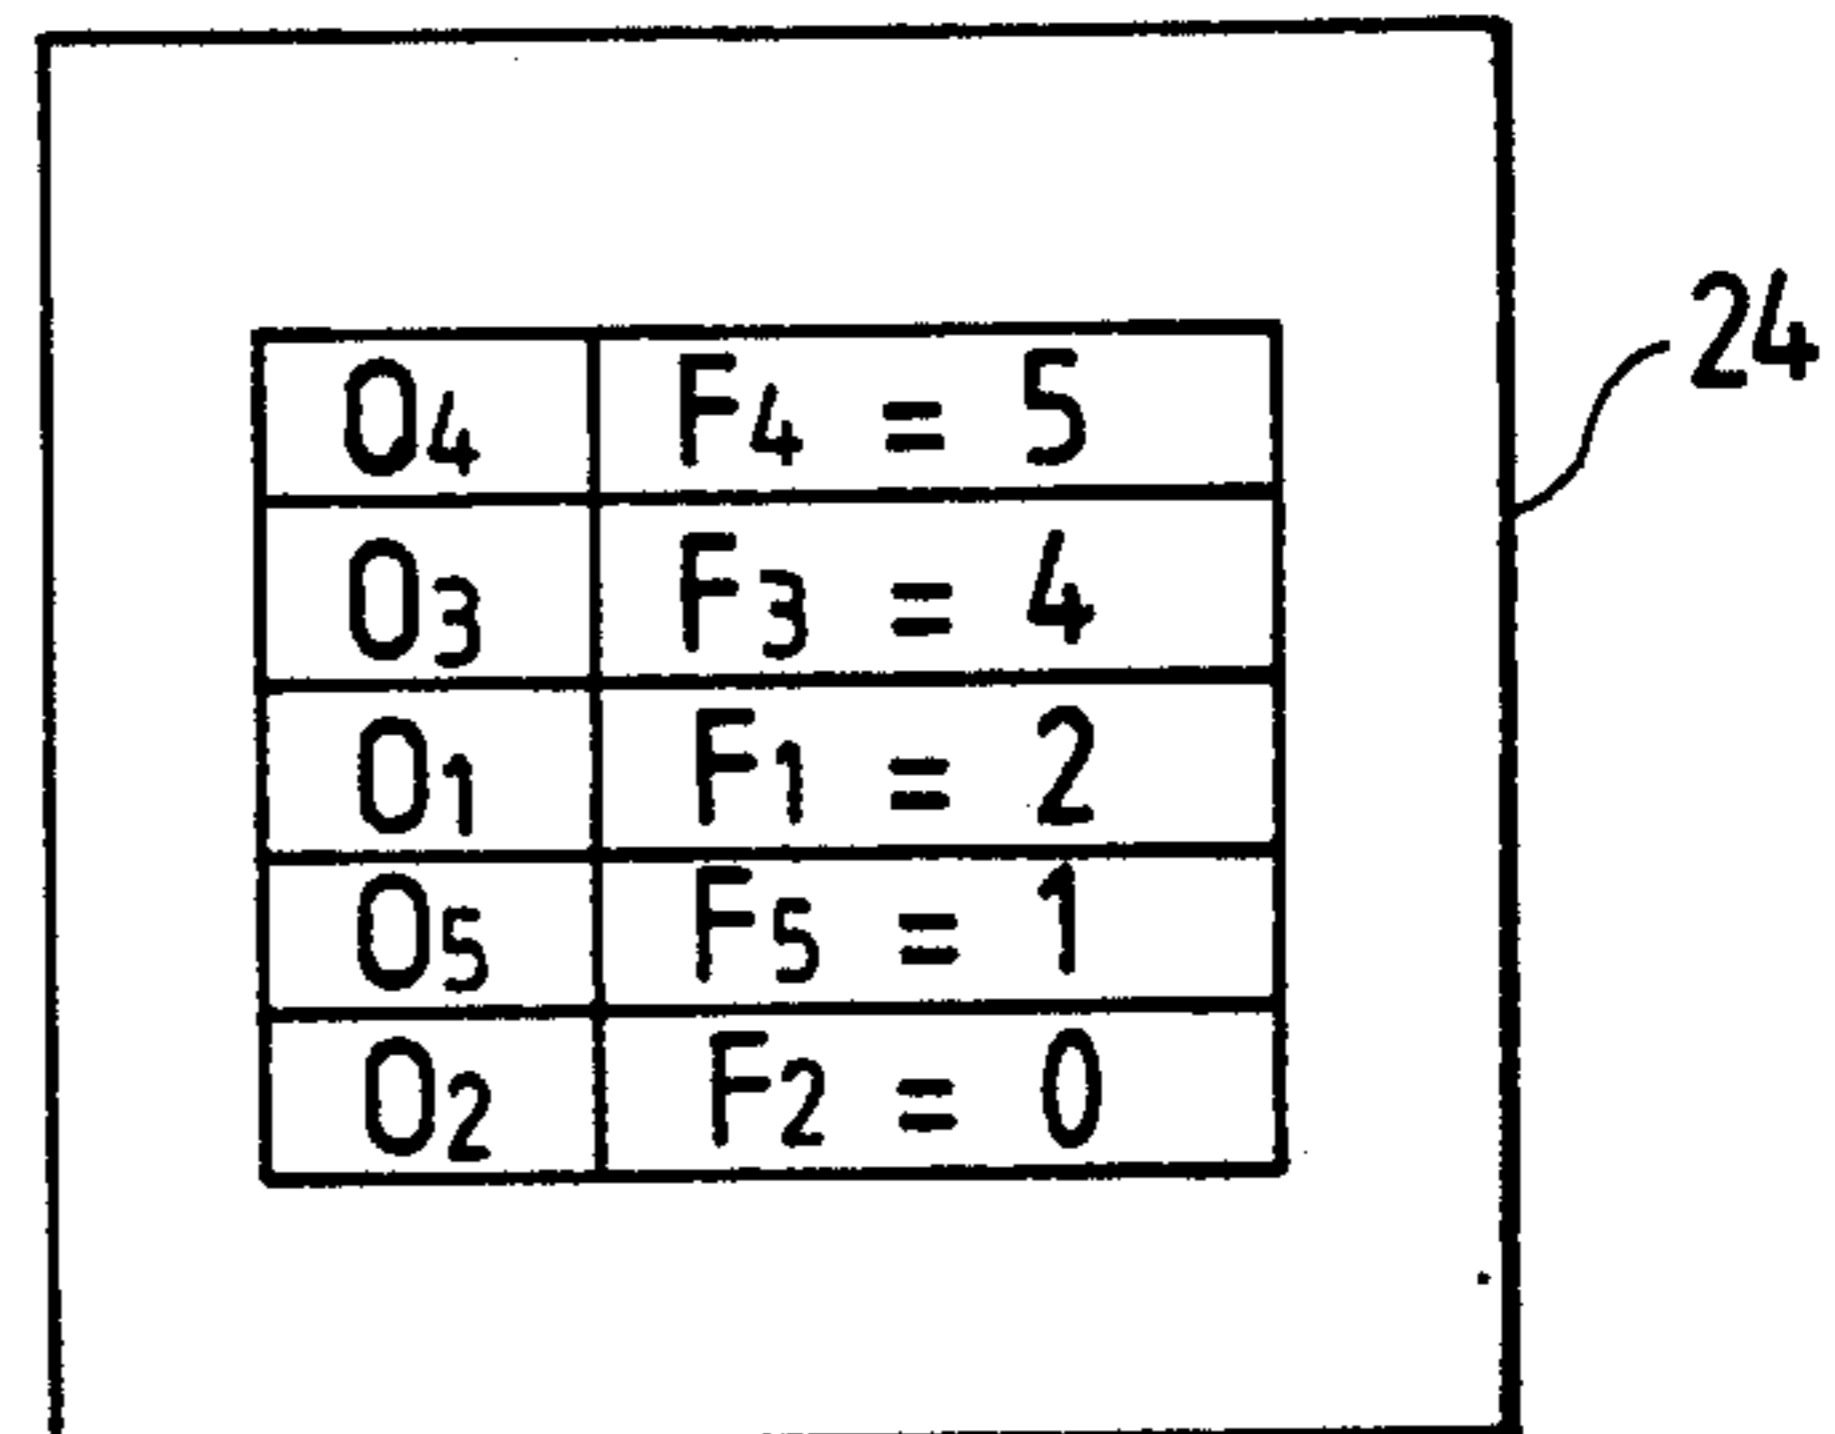 O4 F4 = 5
24
O3 F3 = 4
O1 F1 = 2
O5 F5 = 1
O2 F2 = 0